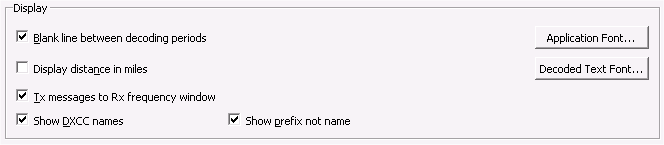 Display
Blank line between decoding periods
Application Font...
Display distance in miles
Decoded Text Font...
Tx messages to Rx frequency window
Show DXCC names
Show prefix not name